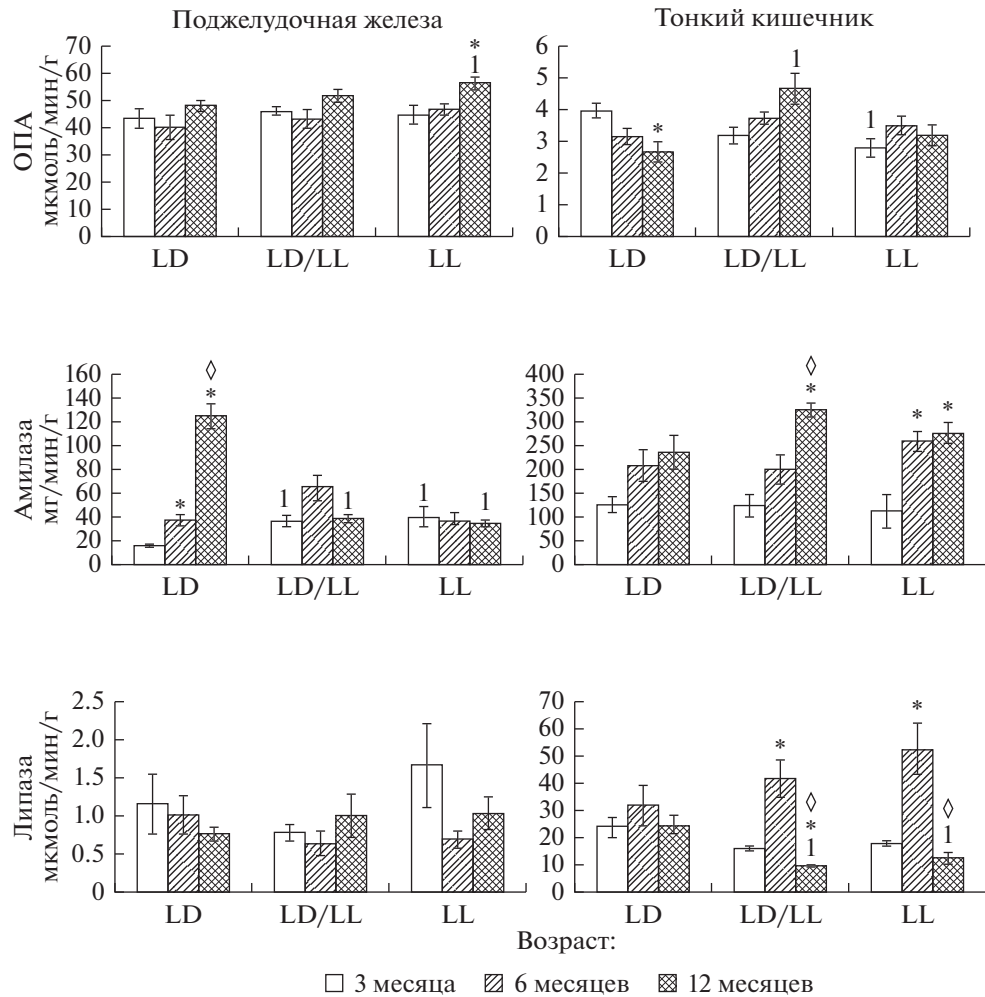 Поджелудочная железа
Тонкий кишечник
ОПА
мкмоль/мин/г
70
60
50
40
30
20
10
0
*
1
LD
LD/LL
LL
6
5
4
3
2
1
0
*
1
1
LD
LD/LL
LL
Амилаза
мг/мин/г
160
140
120
100
80
60
40
20
0
*
◊
*
1
1
1
1
LD
LD/LL
LL
400
350
300
250
200
150
100
50
0
◊
*
*
*
LD
LD/LL
LL
Липаза
мкмоль/мин/г
2.5
2.0
1.5
1.0
0.5
0
LD
LD/LL
LL
70
60
50
40
30
20
10
0
*
◊
*
1
*
◊
1
LD
LD/LL
LL
Возраст:
3 месяца 6 месяцев 12 месяцев